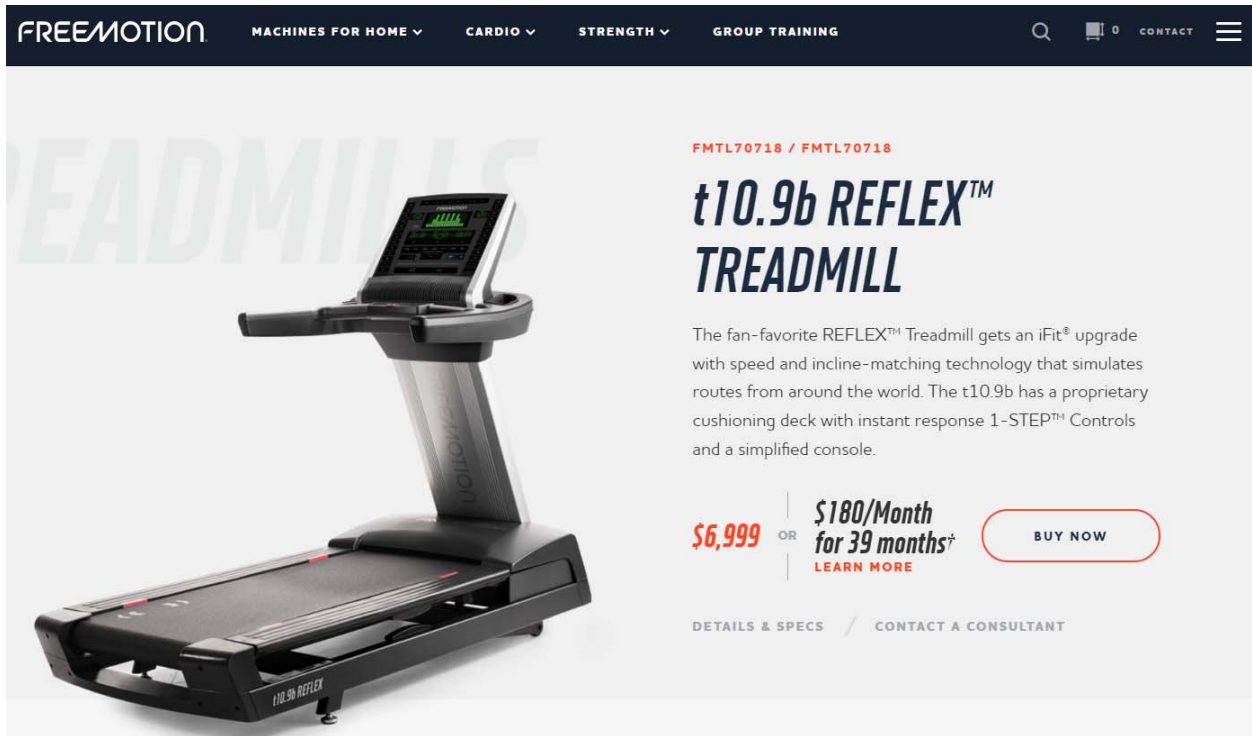 FREEMOTION
MACHINES FOR HOME
CARDIO
STRENGTH
GROUP TRAINING
0
CONTACT
TREADMILLS
FMTL70718 / FMTL70718
t10.9b REFLEX™
TREADMILL
The fan-favorite REFLEX™ Treadmill gets an iFit® upgrade
with speed and incline-matching technology that simulates
routes from around the world. The t10.9b has a proprietary
cushioning deck with instant response 1-STEP™ Controls
and a simplified console.
$6,999
OR
$180/Month
for 39 months†
LEARN MORE
BUY NOW
DETAILS & SPECS / CONTACT A CONSULTANT
FREEMOTION
FREEMOTION
t10.9b REFLEX